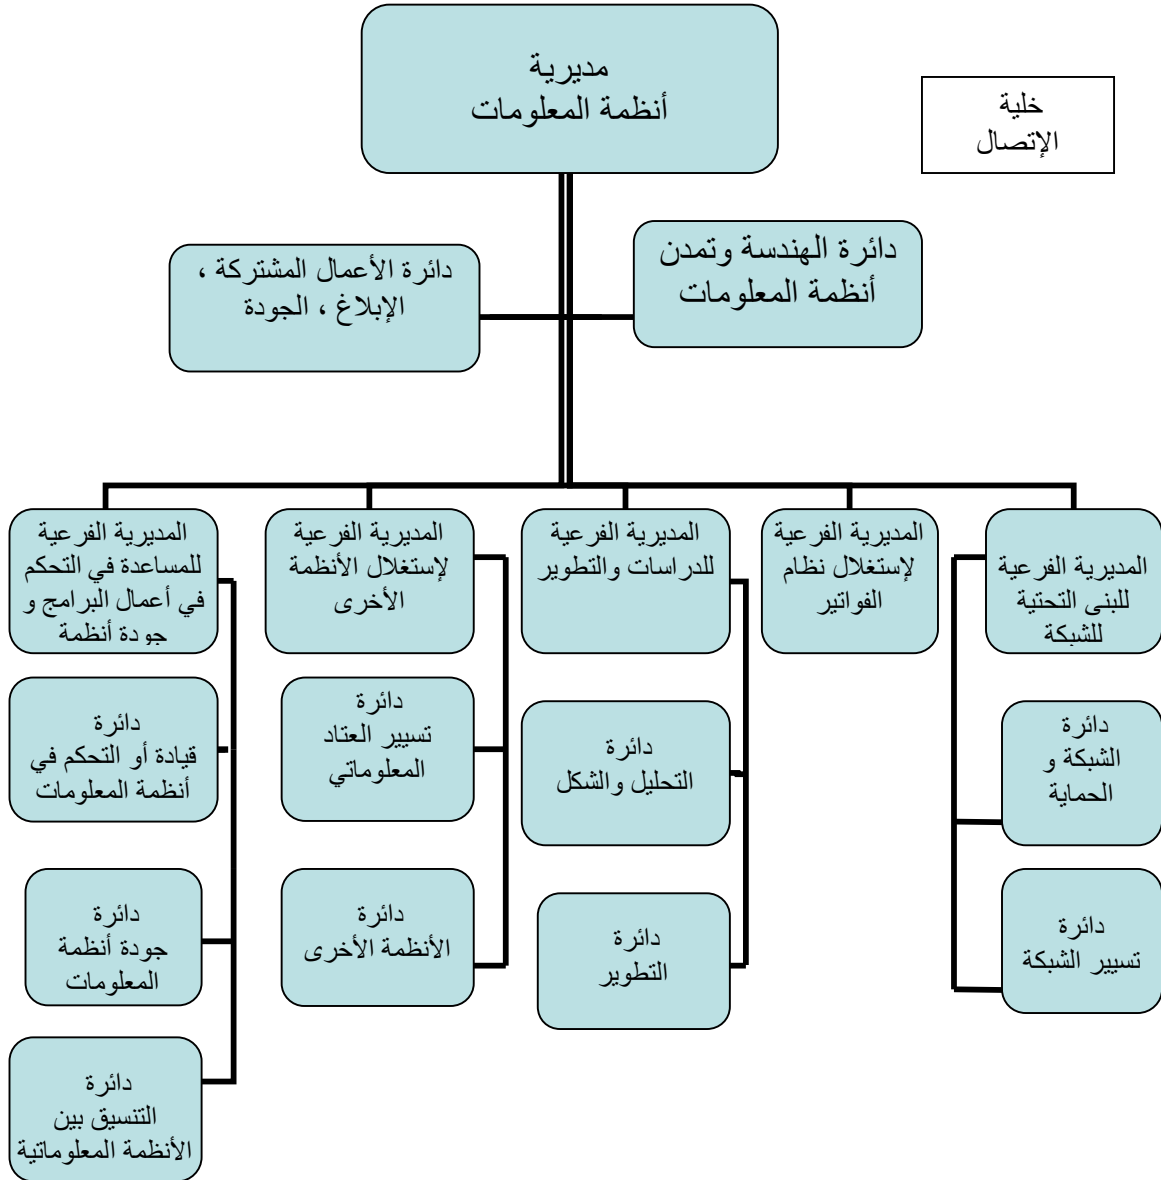 مديرية
أنظمة المعلومات
خلية
الإتصال
دائرة الهندسة وتمدن
أنظمة المعلومات
دائرة الأعمال المشتركة ،
الإبلاغ ، الجودة
المديرية الفرعية
للبنى التحتية
للشبكة
المديرية الفرعية
لإستغلال نظام
الفواتير
المديرية الفرعية
للدراسات والتطوير
المديرية الفرعية
لإستغلال الأنظمة
الأخرى
المديرية الفرعية
للمساعدة في التحكم
في أعمال البرامج و
جودة أنظمة
دائرة
الشبكة و
الحماية
دائرة
تسيير الشبكة
دائرة
التحليل والشكل
دائرة
التطوير
دائرة
تسيير العتاد
المعلوماتي
دائرة
الأنظمة الأخرى
دائرة
قيادة أو التحكم في
أنظمة المعلومات
دائرة
جودة أنظمة
المعلومات
دائرة
التنسيق بين
الأنظمة المعلوماتية